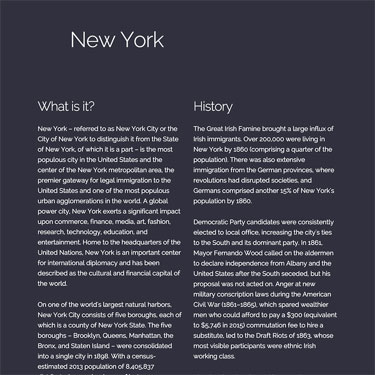 New York
What is it?
New York – referred to as New York City or the
City of New York to distinguish it from the State
of New York, of which it is a part – is the most
populous city in the United States and the
center of the New York metropolitan area, the
premier gateway for legal immigration to the
United States and one of the most populous
urban agglomerations in the world. A global
power city, New York exerts a significant impact
upon commerce, finance, media, art, fashion,
research, technology, education, and
entertainment. Home to the headquarters of the
United Nations, New York is an important center
for international diplomacy and has been
described as the cultural and financial capital of
the world.
On one of the world's largest natural harbors,
New York City consists of five boroughs, each of
which is a county of New York State. The five
boroughs – Brooklyn, Queens, Manhattan, the
Bronx, and Staten Island – were consolidated
into a single city in 1898. With a census-
estimated 2013 population of 8,405,837
History
The Great Irish Famine brought a large influx of
Irish immigrants. Over 200,000 were living in
New York by 1860 (comprising a quarter of the
population). There was also extensive
immigration from the German provinces, where
revolutions had disrupted societies, and
Germans comprised another 15% of New York's
population by 1860.
Democratic Party candidates were consistently
elected to local office, increasing the city's ties
to the South and its dominant party. In 1861,
Mayor Fernando Wood called on the aldermen
to declare independence from Albany and the
United States after the South seceded, but his
proposal was not acted on. Anger at new
military conscription laws during the American
Civil War (1861–1865), which spared wealthier
men who could afford to pay a $300 (equivalent
to $5,746 in 2015) commutation fee to hire a
substitute, led to the Draft Riots of 1863, whose
most visible participants were ethnic Irish
working class.